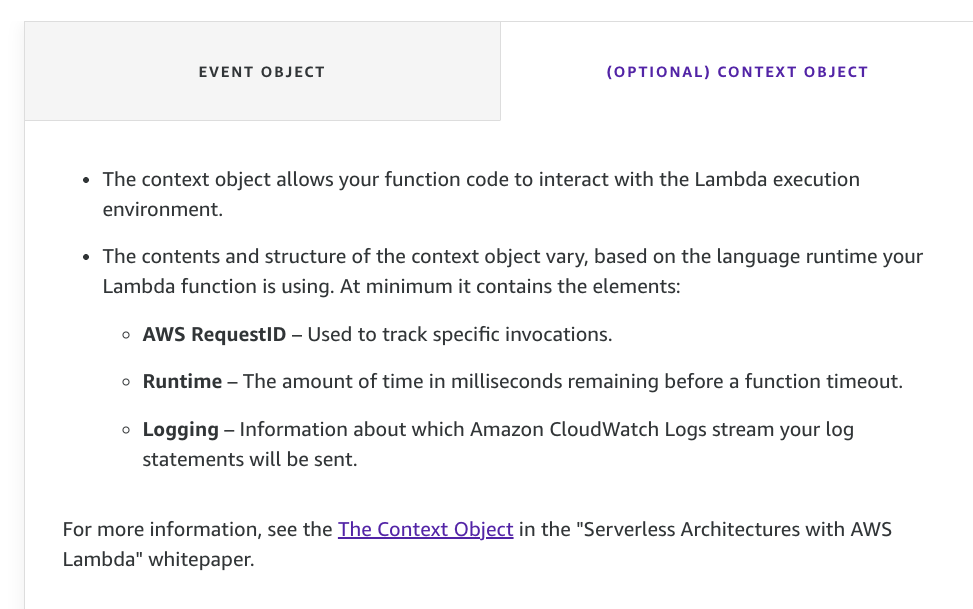 EVENT OBJECT
(OPTIONAL) CONTEXT OBJECT
• The context object allows your function code to interact with the Lambda execution
environment.
• The contents and structure of the context object vary, based on the language runtime your
Lambda function is using. At minimum it contains the elements:
◦ AWS RequestID – Used to track specific invocations.
◦ Runtime – The amount of time in milliseconds remaining before a function timeout.
◦ Logging – Information about which Amazon CloudWatch Logs stream your log
statements will be sent.
For more information, see the The Context Object in the "Serverless Architectures with AWS
Lambda" whitepaper.